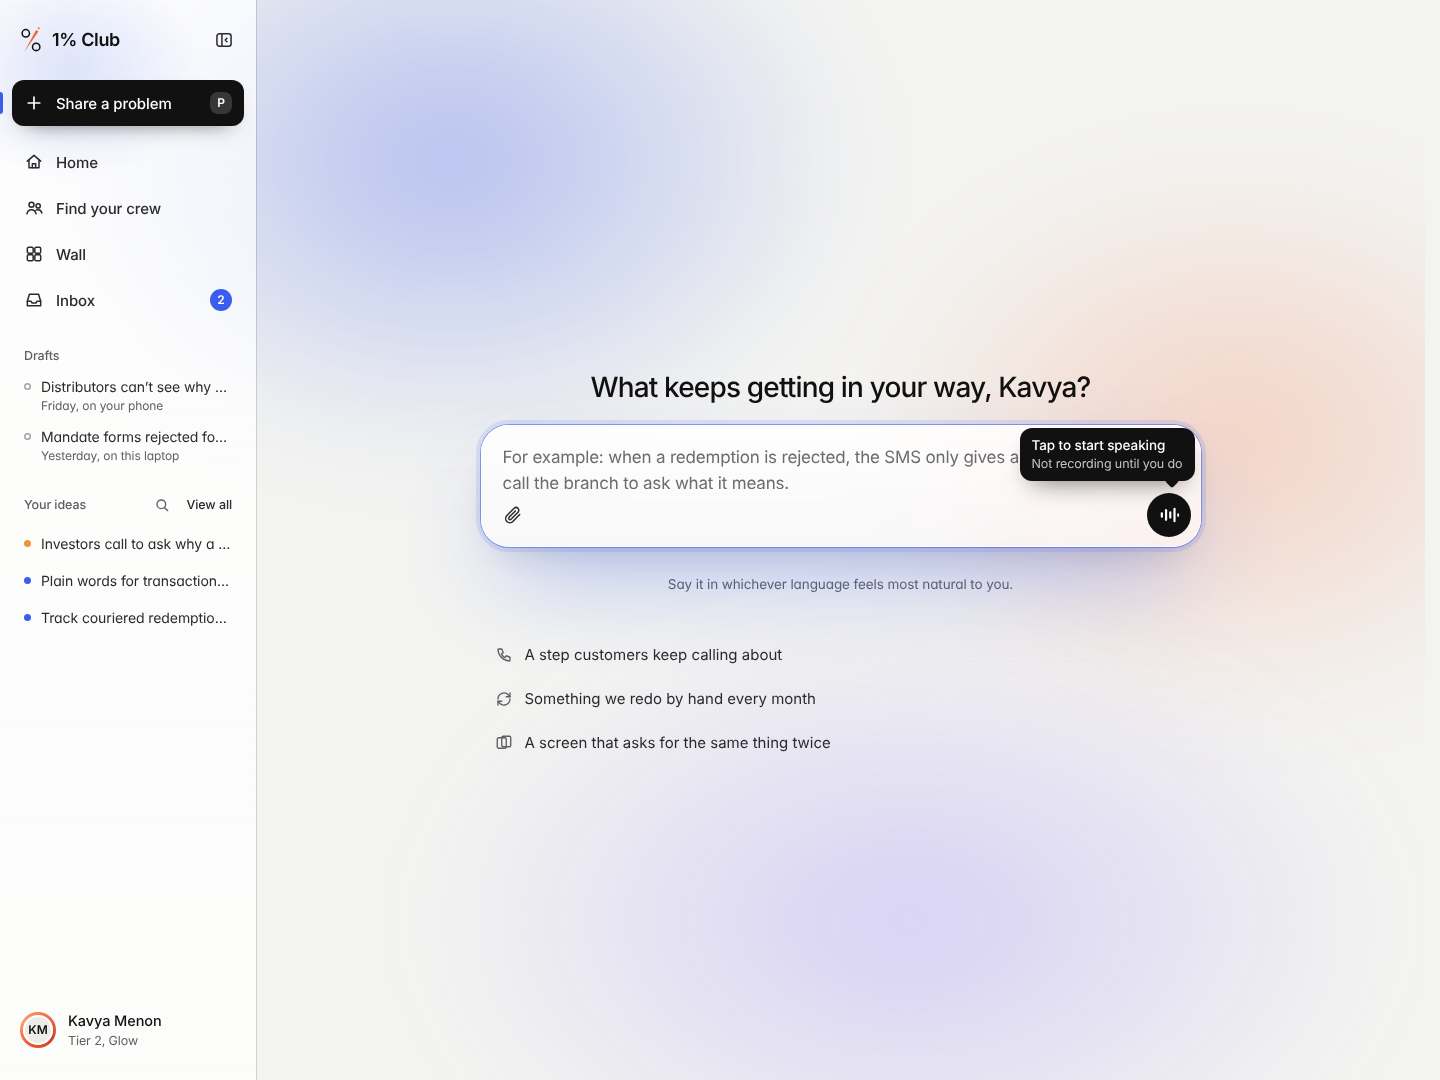 1% Club
Share a problem P
Home
Find your crew
Wall
Inbox 2
Drafts
Distributors can't see why ...
Friday, on your phone
Mandate forms rejected fo...
Yesterday, on this laptop
Your ideas View all
Investors call to ask why a ...
Plain words for transaction...
Track couriered redemptio...
KM
Kavya Menon
Tier 2, Glow
What keeps getting in your way, Kavya?
For example: when a redemption is rejected, the SMS only gives a
call the branch to ask what it means.
Tap to start speaking
Not recording until you do
Say it in whichever language feels most natural to you.
A step customers keep calling about
Something we redo by hand every month
A screen that asks for the same thing twice